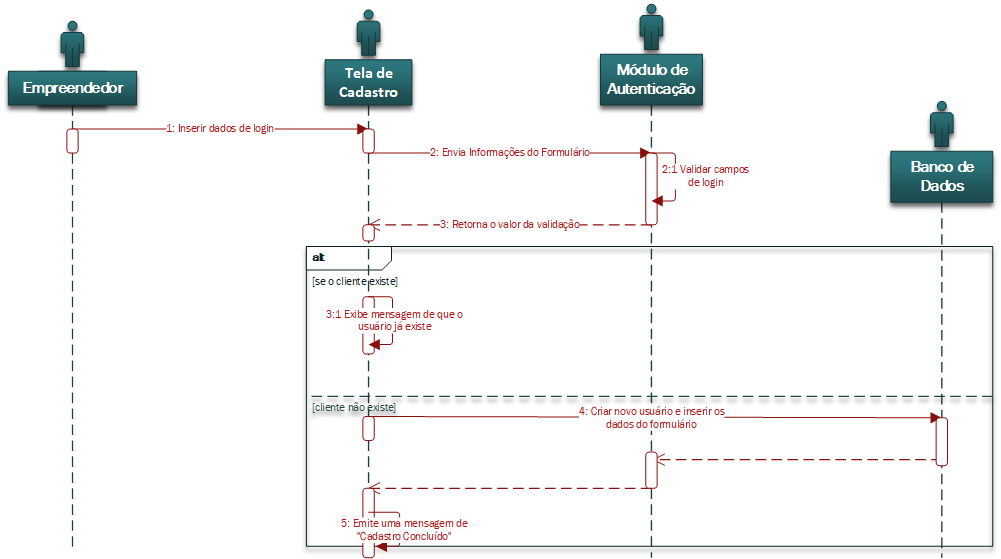 Empreendedor
Tela de
Cadastro
Módulo de
Autenticação
Banco de
Dados
1: Inserir dados de login
2: Envia Informações do Formulário
2:1 Validar campos
de login
3: Retorna o valor da validação
alt
[se o cliente existe]
3:1 Exibe mensagem de que o
usuário já existe
[cliente não existe]
4: Criar novo usuário e inserir os
dados do formulário
5: Emite uma mensagem de
"Cadastro Concluído"